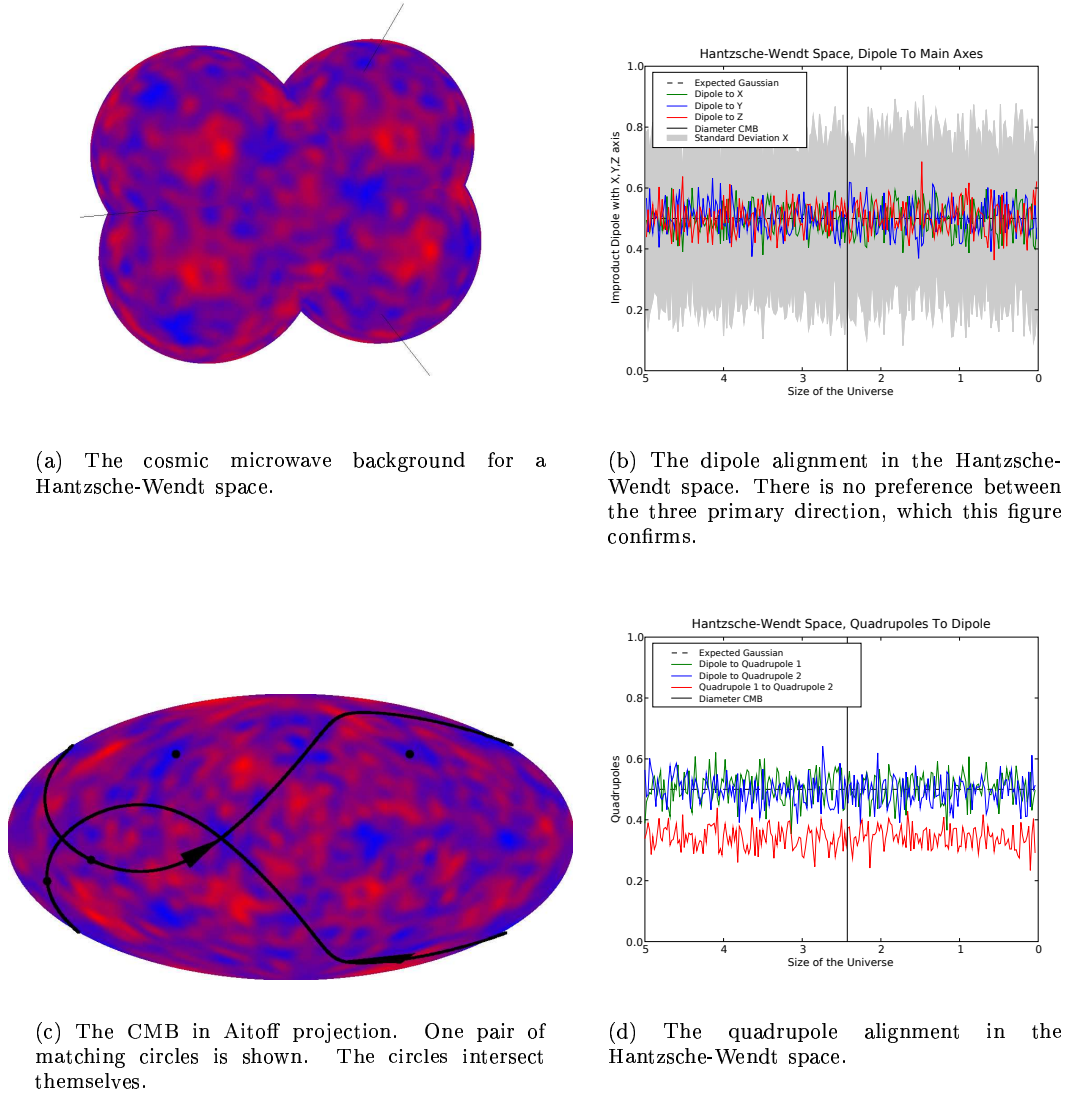 Hantzsche-Wendt Space, Dipole To Main Axes
Expected Gaussian
Dipole to X
Dipole to Y
Dipole to Z
Diameter CMB
Standard Deviation X
Improduct Dipole with X,Y,Z axis
1.0
0.8
0.6
0.4
0.2
0.0
5 4 3 2 1 0
Size of the Universe
(a) The cosmic microwave background for a
Hantzsche-Wendt space.
(b) The dipole alignment in the Hantzsche-
Wendt space. There is no preference between
the three primary direction, which this figure
confirms.
Hantzsche-Wendt Space, Quadrupoles To Dipole
Expected Gaussian
Dipole to Quadrupole 1
Dipole to Quadrupole 2
Quadrupole 1 to Quadrupole 2
Diameter CMB
Quadrupoles
1.0
0.8
0.6
0.4
0.2
0.0
5 4 3 2 1 0
Size of the Universe
(c) The CMB in Aitoff projection. One pair of
matching circles is shown. The circles intersect
themselves.
(d) The quadrupole alignment in the
Hantzsche-Wendt space.